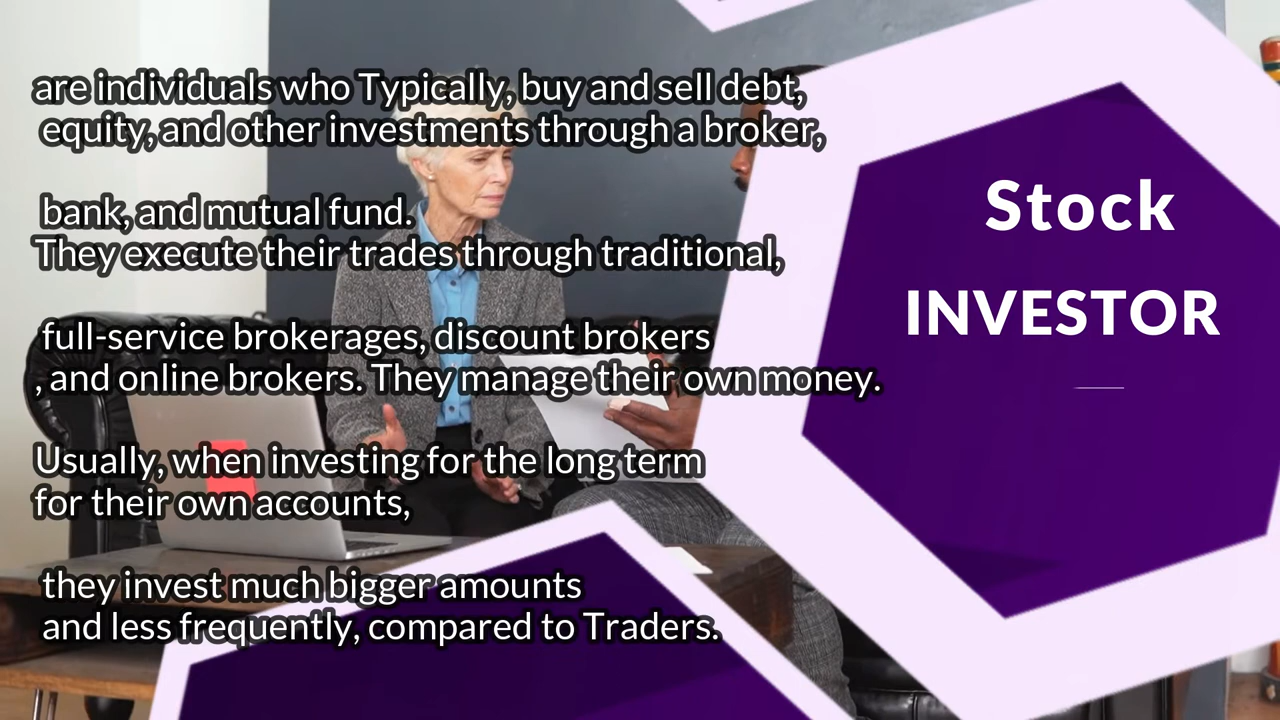 are individuals who Typically, buy and sell debt,
equity, and other investments through a broker,
bank, and mutual fund.
They execute their trades through traditional,
full-service brokerages, discount brokers
, and online brokers. They manage their own money.
Usually, when investing for the long term
for their own accounts,
they invest much bigger amounts
and less frequently, compared to Traders.
Stock
INVESTOR